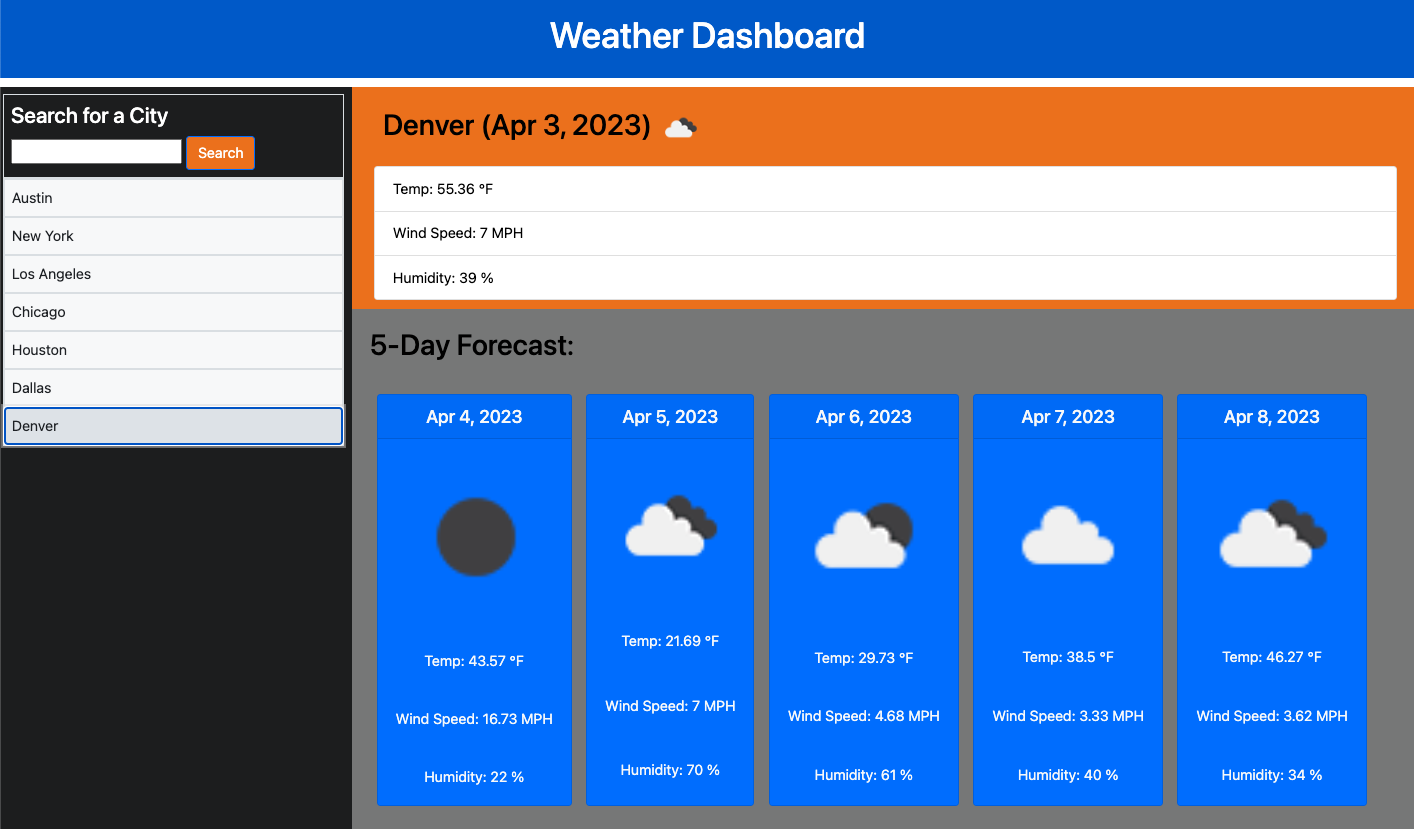 Weather Dashboard
Search for a City
Search
Austin
New York
Los Angeles
Chicago
Houston
Dallas
Denver
Denver (Apr 3, 2023)
Temp: 55.36 °F
Wind Speed: 7 MPH
Humidity: 39 %
5-Day Forecast:
Apr 4, 2023
Temp: 43.57 °F
Wind Speed: 16.73 MPH
Humidity: 22 %
Apr 5, 2023
Temp: 21.69 °F
Wind Speed: 7 MPH
Humidity: 70 %
Apr 6, 2023
Temp: 29.73 °F
Wind Speed: 4.68 MPH
Humidity: 61 %
Apr 7, 2023
Temp: 38.5 °F
Wind Speed: 3.33 MPH
Humidity: 40 %
Apr 8, 2023
Temp: 46.27 °F
Wind Speed: 3.62 MPH
Humidity: 34 %